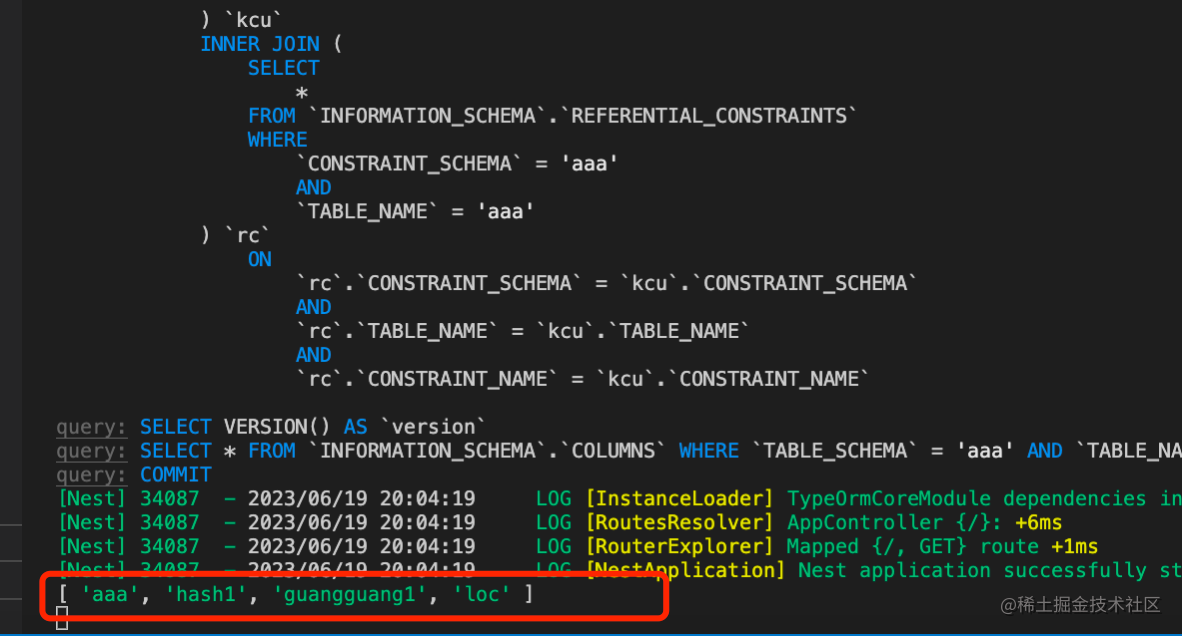 ) `kcu`
INNER JOIN (
SELECT
*
FROM `INFORMATION_SCHEMA`.`REFERENTIAL_CONSTRAINTS`
WHERE
`CONSTRAINT_SCHEMA` = 'aaa'
AND
`TABLE_NAME` = 'aaa'
) `rc`
ON
`rc`.`CONSTRAINT_SCHEMA` = `kcu`.`CONSTRAINT_SCHEMA`
AND
`rc`.`TABLE_NAME` = `kcu`.`TABLE_NAME`
AND
`rc`.`CONSTRAINT_NAME` = `kcu`.`CONSTRAINT_NAME`
query: SELECT VERSION() AS `version`
query: SELECT * FROM `INFORMATION_SCHEMA`.`COLUMNS` WHERE `TABLE_SCHEMA` = 'aaa' AND `TABLE_NA
query: COMMIT
[Nest] 34087 - 2023/06/19 20:04:19 LOG [InstanceLoader] TypeOrmCoreModule dependencies in
[Nest] 34087 - 2023/06/19 20:04:19 LOG [RoutesResolver] AppController {/}: +6ms
[Nest] 34087 - 2023/06/19 20:04:19 LOG [RouterExplorer] Mapped {/, GET} route +1ms
[Nest] 34087 - 2023/06/19 20:04:19 LOG [NestApplication] Nest application successfully st
[ 'aaa', 'hash1', 'guangguang1', 'loc' ]
@稀土掘金技术社区